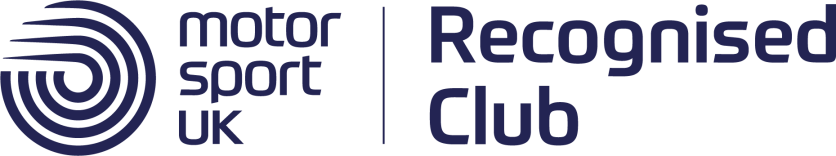 motor
sport
UK
Recognised
Club